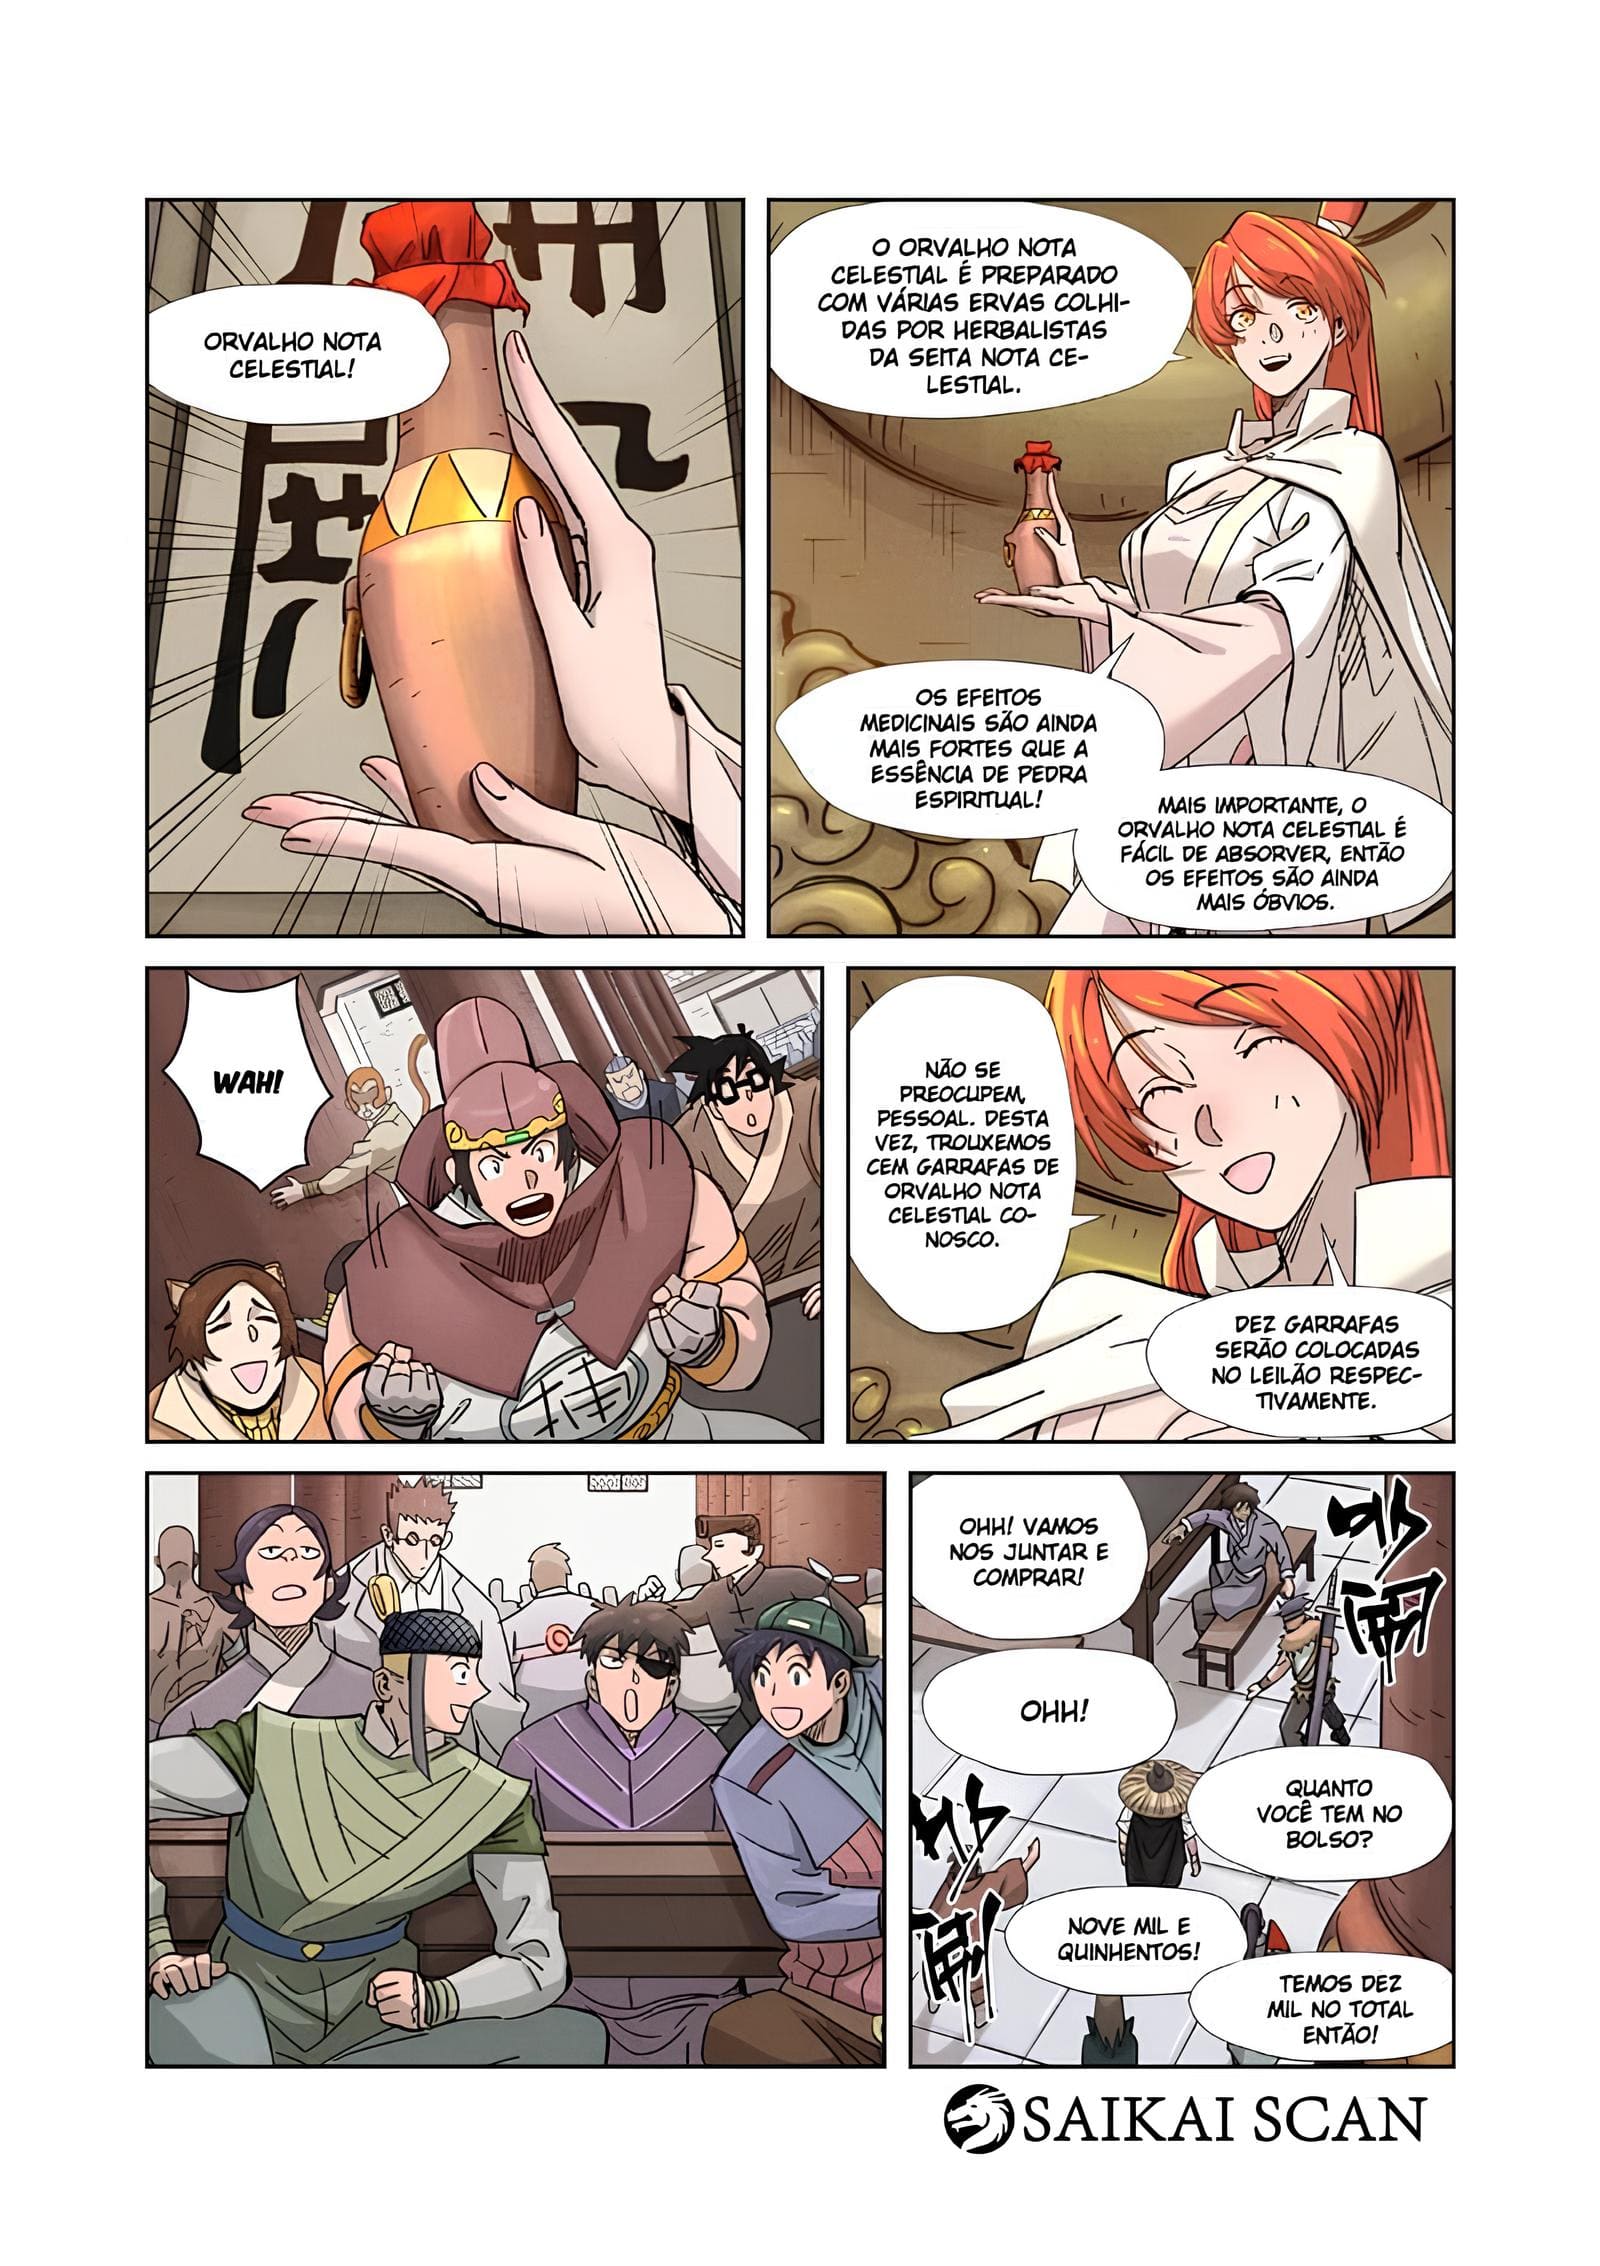 ORVALHO NOTA
CELESTIAL!
O ORVALHO NOTA
CELESTIAL É PREPARADO
COM VÁRIAS ERVAS COLHI-
DAS POR HERBALISTAS
DA SEITA NOTA CE-
LESTIAL.
OS EFEITOS
MEDICINAIS SÃO AINDA
MAIS FORTES QUE A
ESSÊNCIA DE PEDRA
ESPIRITUAL!
MAIS IMPORTANTE, O
ORVALHO NOTA CELESTIAL É
FÁCIL DE ABSORVER, ENTÃO
OS EFEITOS SÃO AINDA
MAIS ÓBVIOS.
WAH!
NÃO SE
PREOCUPEM,
PESSOAL. DESTA
VEZ, TROUXEMOS
CEM GARRAFAS DE
ORVALHO NOTA
CELESTIAL CO-
NOSCO.
DEZ GARRAFAS
SERÃO COLOCADAS
NO LEILÃO RESPEC-
TIVAMENTE.
OHH! VAMOS
NOS JUNTAR E
COMPRAR!
OHH!
QUANTO
VOCÊ TEM NO
BOLSO?
NOVE MIL E
QUINHENTOS!
TEMOS DEZ
MIL NO TOTAL
ENTÃO!
SAIKAI SCAN